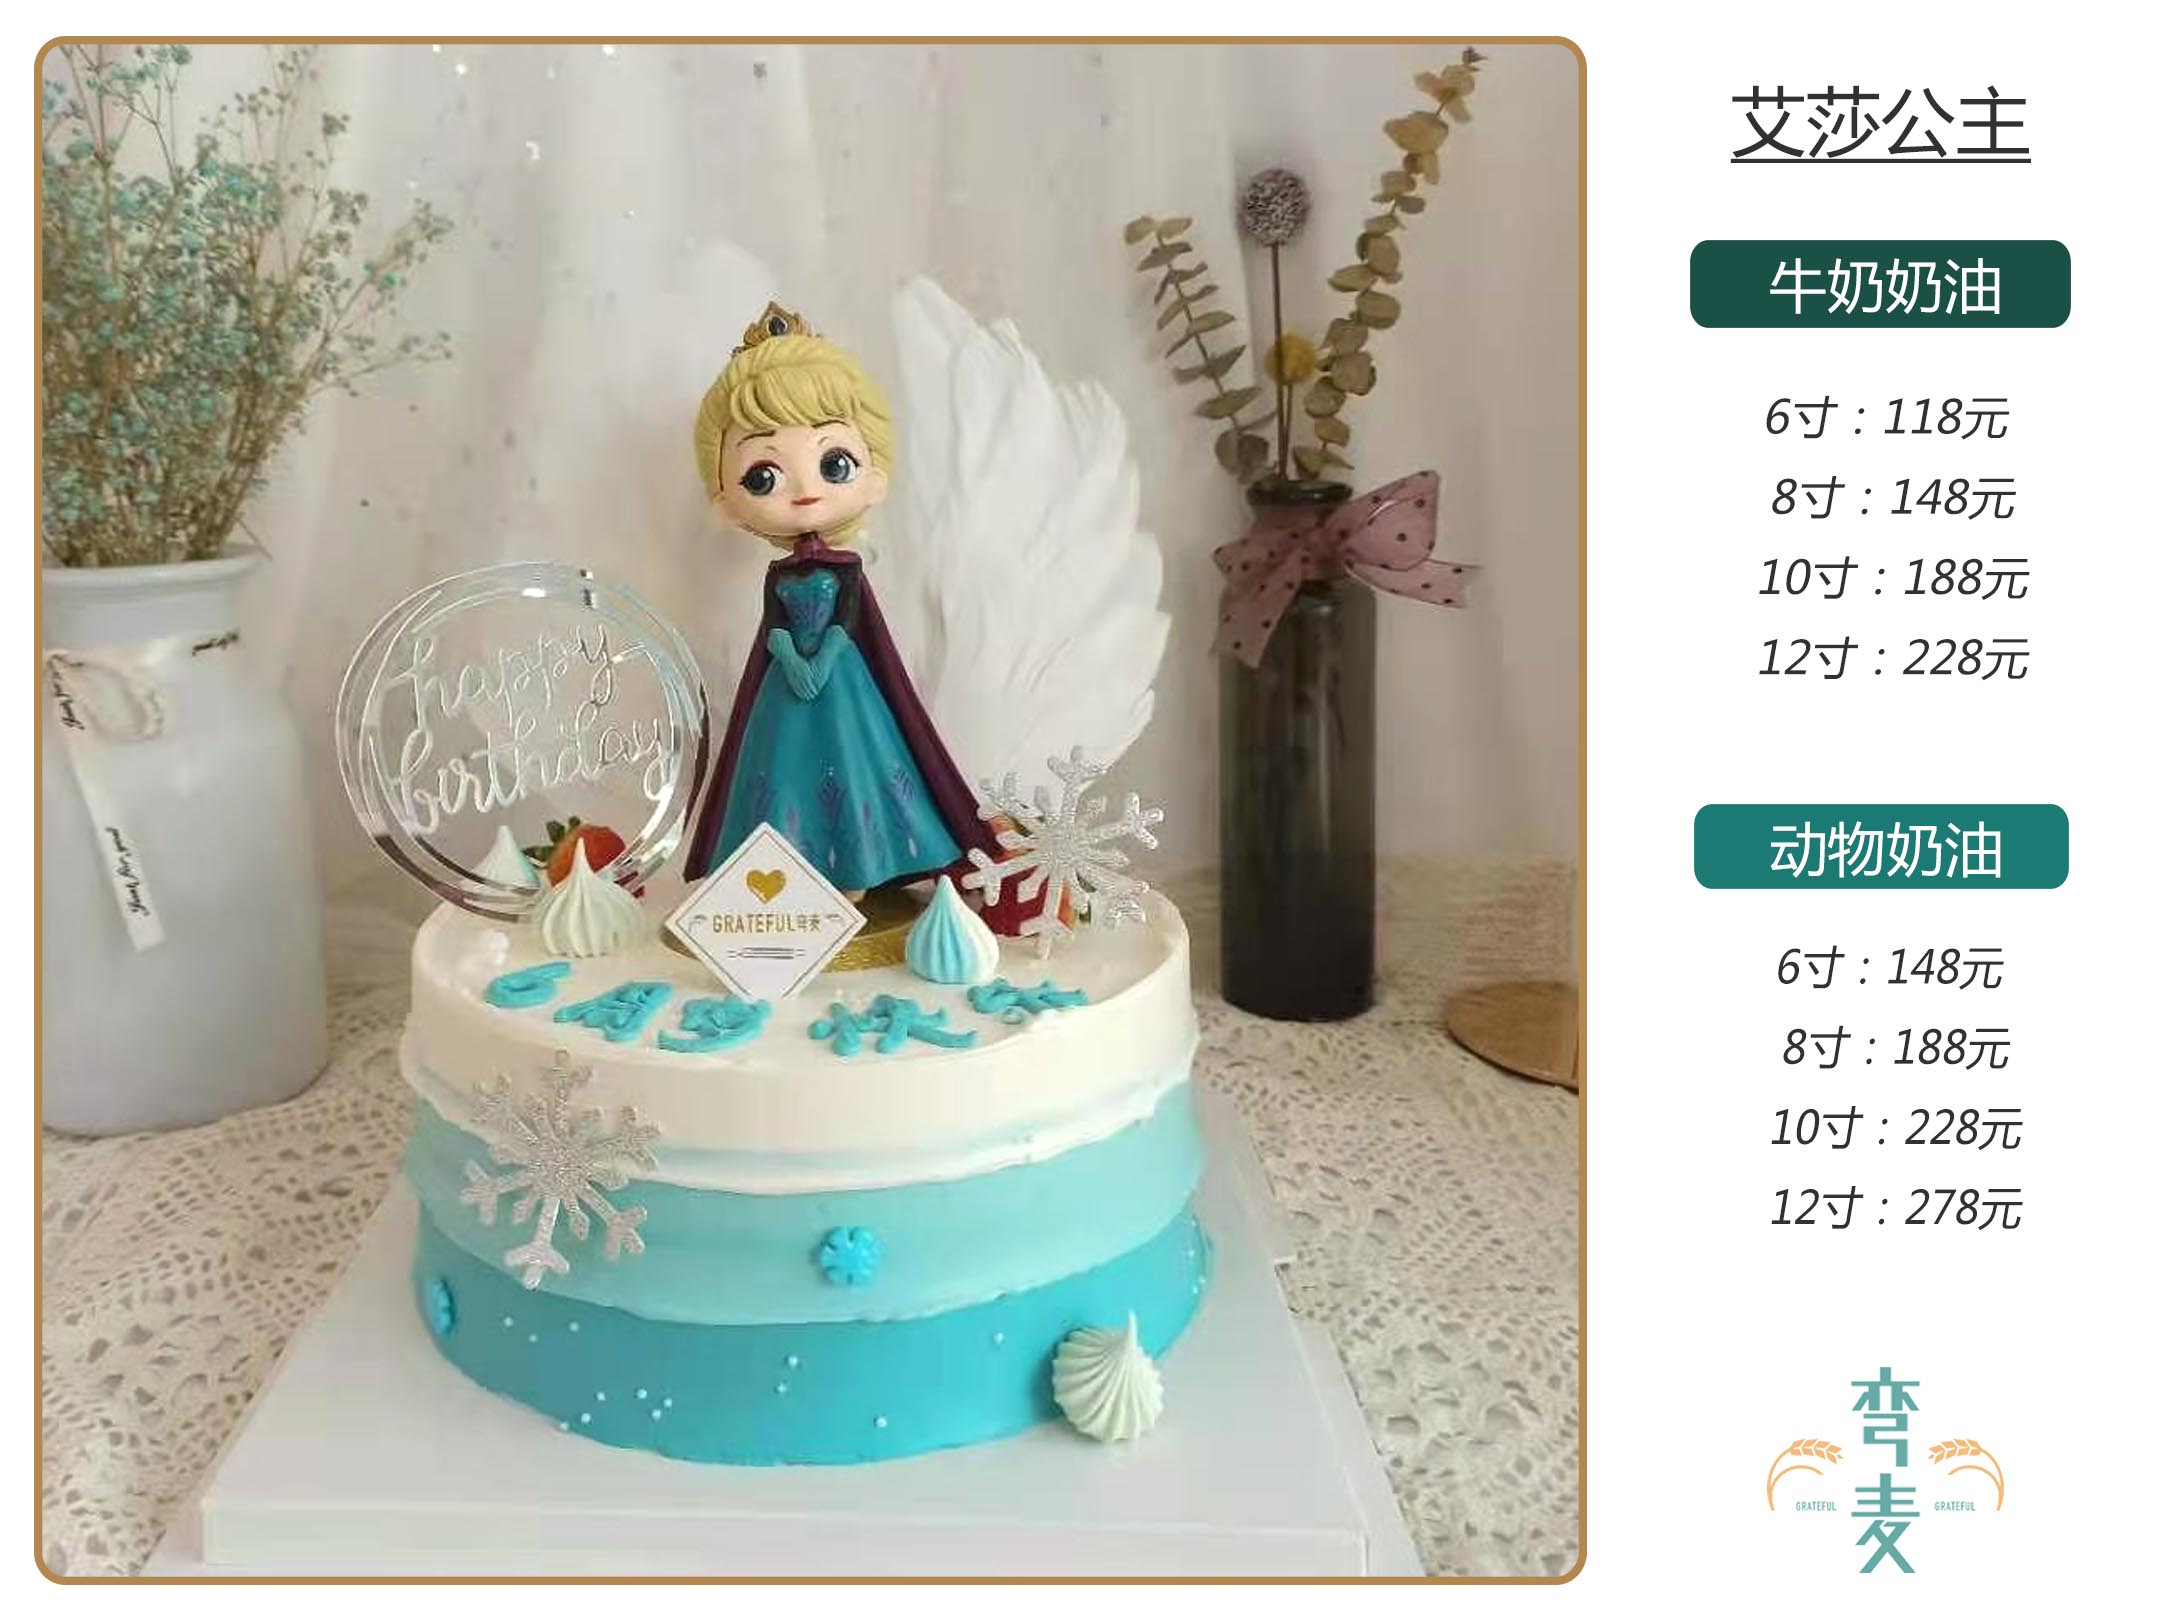 艾莎公主
牛奶奶油
6寸：118元
8寸：148元
10寸：188元
12寸：228元
动物奶油
6寸：148元
8寸：188元
10寸：228元
12寸：278元
弯麦
GRATEFUL
GRATEFUL
happy
birthday
GRATEFUL弯麦
快乐